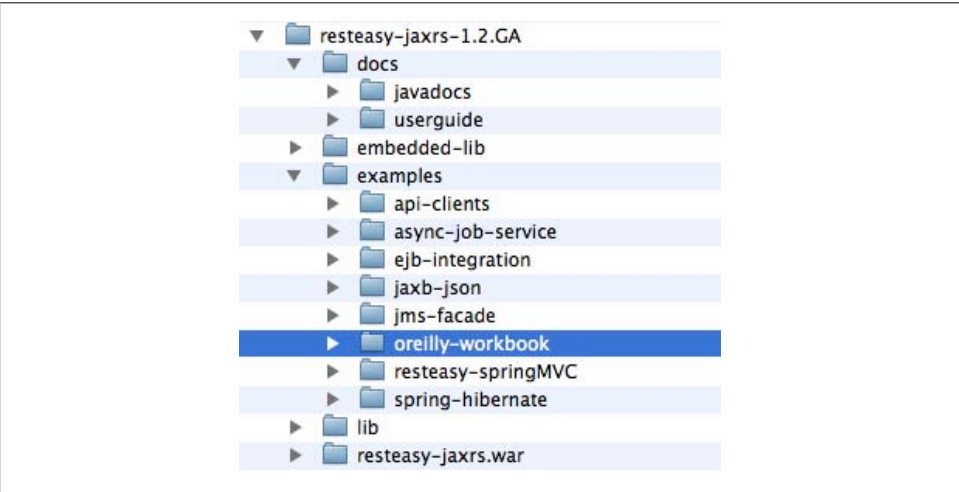 resteasy-jaxrs-1.2.GA
docs
javadocs
userguide
embedded-lib
examples
api-clients
async-job-service
ejb-integration
jaxb-json
jms-facade
oreilly-workbook
resteasy-springMVC
spring-hibernate
lib
resteasy-jaxrs.war